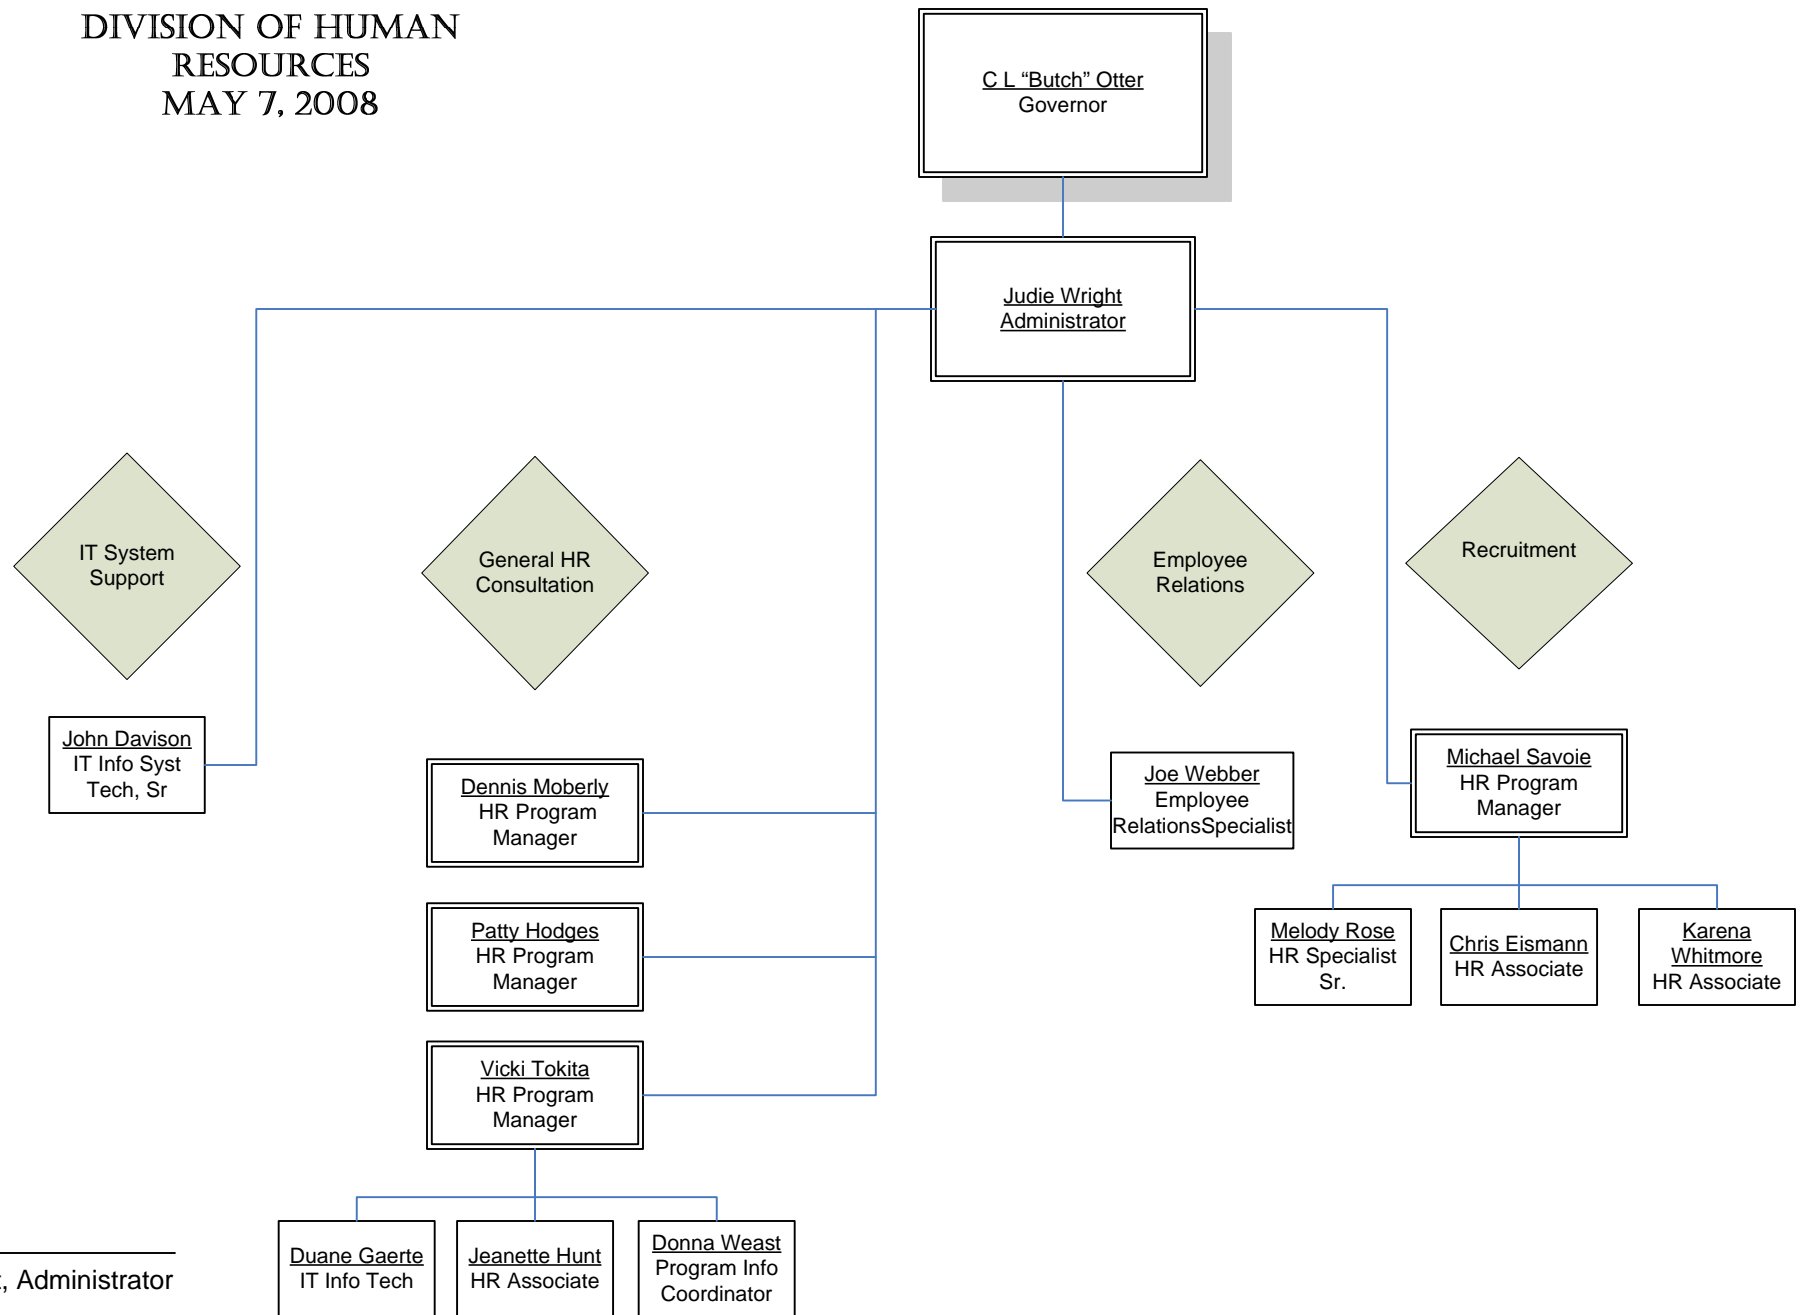 DIVISION OF HUMAN
RESOURCES
MAY 7, 2008
C L “Butch” Otter
Governor
Judie Wright
Administrator
IT System
Support
General HR
Consultation
Employee
Relations
Recruitment
John Davison
IT Info Syst
Tech, Sr
Dennis Moberly
HR Program
Manager
Joe Webber
Employee
RelationsSpecialist
Michael Savoie
HR Program
Manager
Patty Hodges
HR Program
Manager
Melody Rose
HR Specialist
Sr.
Chris Eismann
HR Associate
Karena
Whitmore
HR Associate
Vicki Tokita
HR Program
Manager
Duane Gaerte
IT Info Tech
Jeanette Hunt
HR Associate
Donna Weast
Program Info
Coordinator
, Administrator